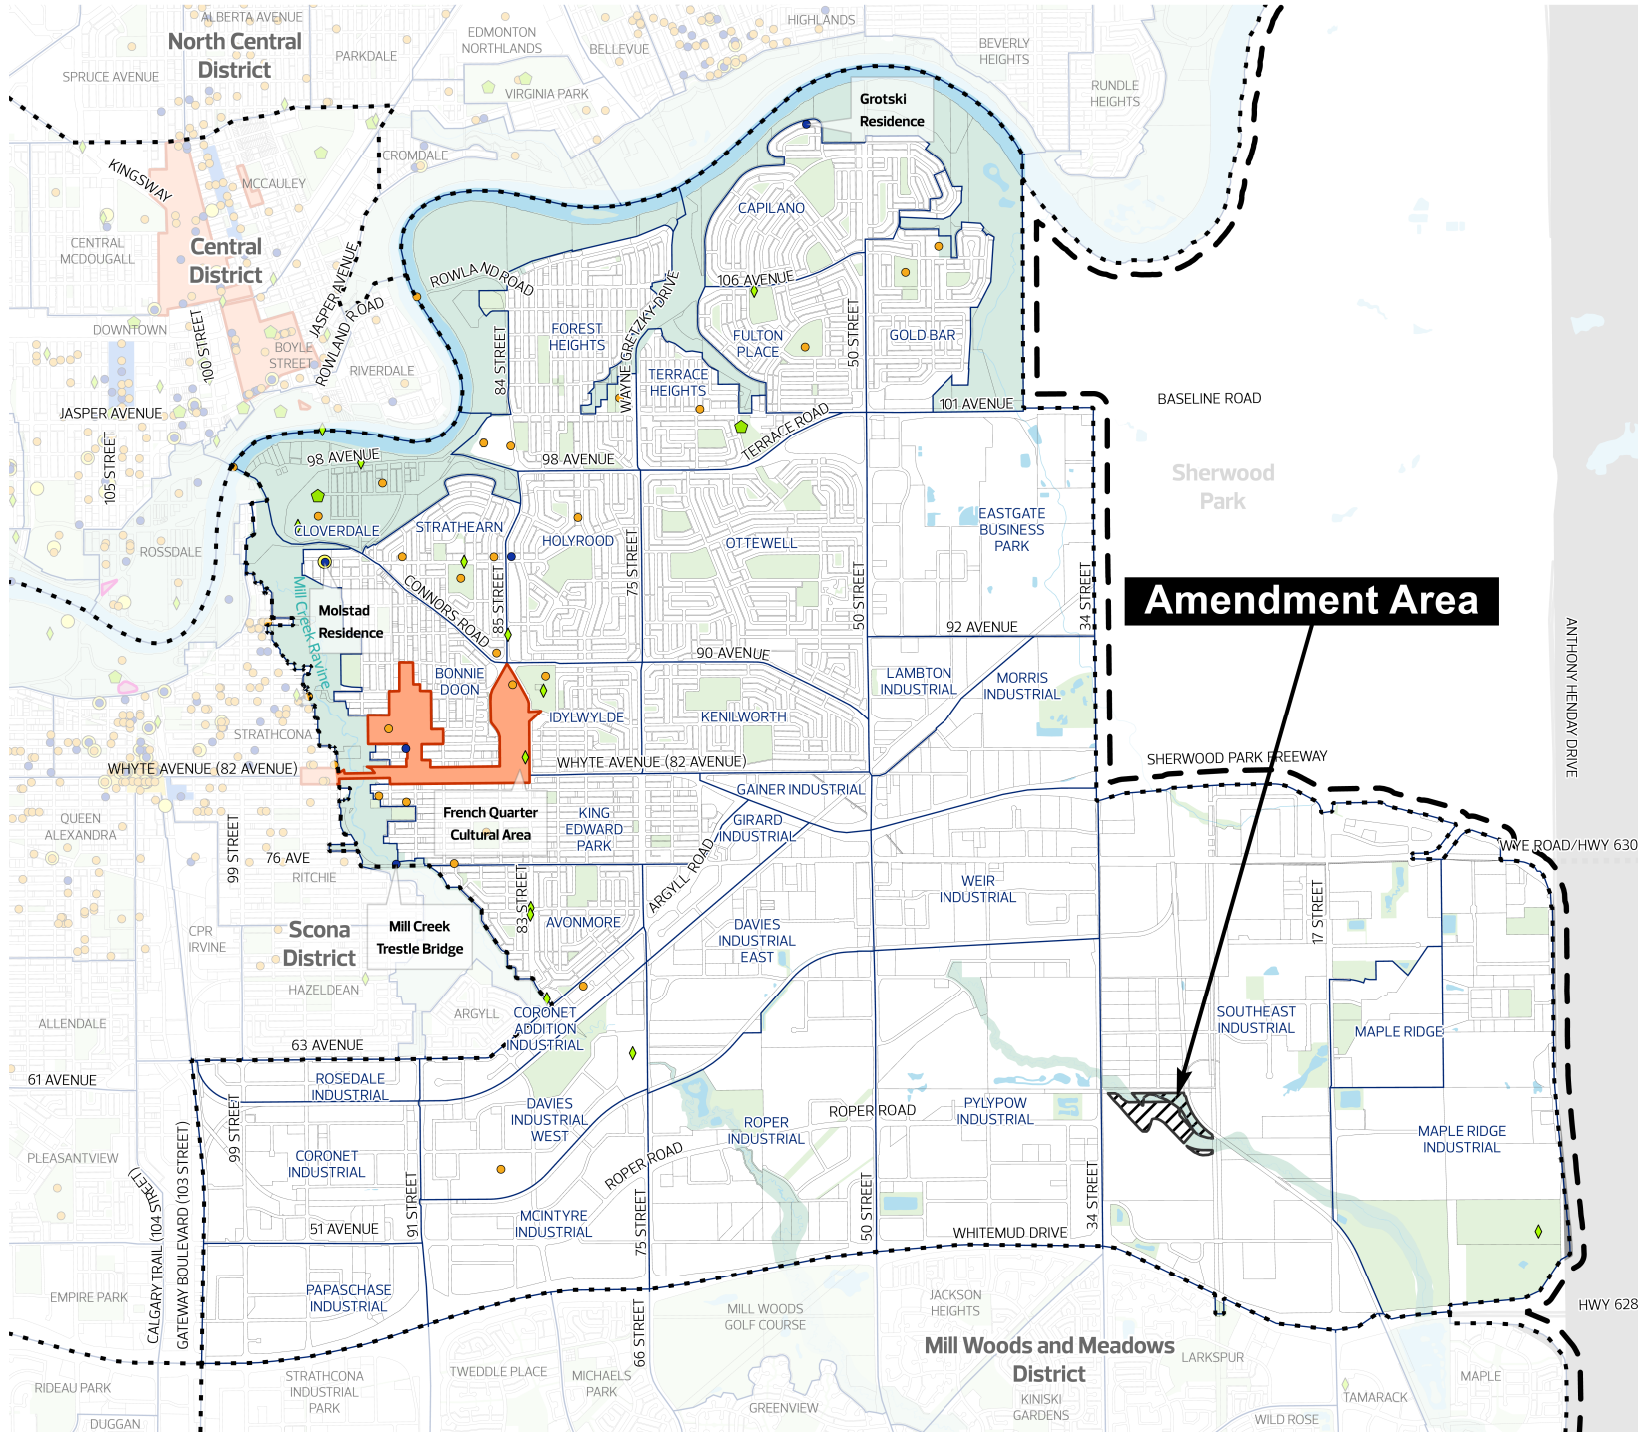 ALBERTA AVENUE
North Central
District
SPRUCE AVENUE
PARKDALE
EDMONTON
NORTHLANDS
BELLEVUE
HIGHLANDS
VIRGINIA PARK
BEVERLY
HEIGHTS
RUNDLE
HEIGHTS
Grotski
Residence
KINGSWAY
CROMDALE
MCCAULEY
CENTRAL
MCDOUGALL
Central
District
CAPILANO
ROWLAND ROAD
106 AVENUE
JASPER AVENUE
ROWLAND ROAD
100 STREET
DOWNTOWN
BOYLE
STREET
RIVERDALE
84 STREET
FOREST
HEIGHTS
WAYNE GRETZKY DRIVE
FULTON
PLACE
50 STREET
GOLD BAR
TERRACE
HEIGHTS
JASPER AVENUE
101 AVENUE
BASELINE ROAD
TERRACE ROAD
105 STREET
98 AVENUE
98 AVENUE
Sherwood
Park
CLOVERDALE
STRATHEARN
HOLYROOD
OTTEWELL
EASTGATE
BUSINESS
PARK
ROSSDALE
75 STREET
50 STREET
34 STREET
Amendment Area
Mill Creek Ravine
Molstad
Residence
CONNORS ROAD
85 STREET
92 AVENUE
90 AVENUE
ANTHONY HENDAY DRIVE
BONNIE
DOON
LAMBTON
INDUSTRIAL
MORRIS
INDUSTRIAL
IDYLWYLDE
KENILWORTH
STRATHCONA
WHYTE AVENUE (82 AVENUE)
WHYTE AVENUE (82 AVENUE)
SHERWOOD PARK FREEWAY
GAINER INDUSTRIAL
French Quarter
Cultural Area
KING
EDWARD
PARK
GIRARD
INDUSTRIAL
QUEEN
ALEXANDRA
99 STREET
76 AVE
RITCHIE
WYE ROAD/HWY 630
83 STREET
ARGYLL ROAD
WEIR
INDUSTRIAL
17 STREET
Scona
District
CPR
IRVINE
Mill Creek
Trestle Bridge
AVONMORE
DAVIES
INDUSTRIAL
EAST
HAZELDEAN
ALLENDALE
ARGYLL
CORONET
ADDITION
INDUSTRIAL
SOUTHEAST
INDUSTRIAL
MAPLE RIDGE
63 AVENUE
61 AVENUE
ROSEDALE
INDUSTRIAL
99 STREET
DAVIES
INDUSTRIAL
WEST
ROPER
INDUSTRIAL
ROPER ROAD
PYLYPOW
INDUSTRIAL
MAPLE RIDGE
INDUSTRIAL
PLEASANTVIEW
CORONET
INDUSTRIAL
ROPER ROAD
CALGARY TRAIL (104 STREET)
GATEWAY BOULEVARD (103 STREET)
91 STREET
75 STREET
50 STREET
34 STREET
51 AVENUE
MCINTYRE
INDUSTRIAL
WHITEMUD DRIVE
EMPIRE PARK
PAPASCHASE
INDUSTRIAL
66 STREET
MILL WOODS
GOLF COURSE
JACKSON
HEIGHTS
HWY 628
Mill Woods and Meadows
District
LARKSPUR
RIDEAU PARK
STRATHCONA
INDUSTRIAL
PARK
TWEDDLE PLACE
MICHAELS
PARK
GREENVIEW
KINISKI
GARDENS
TAMARACK
MAPLE
DUGGAN
WILD ROSE